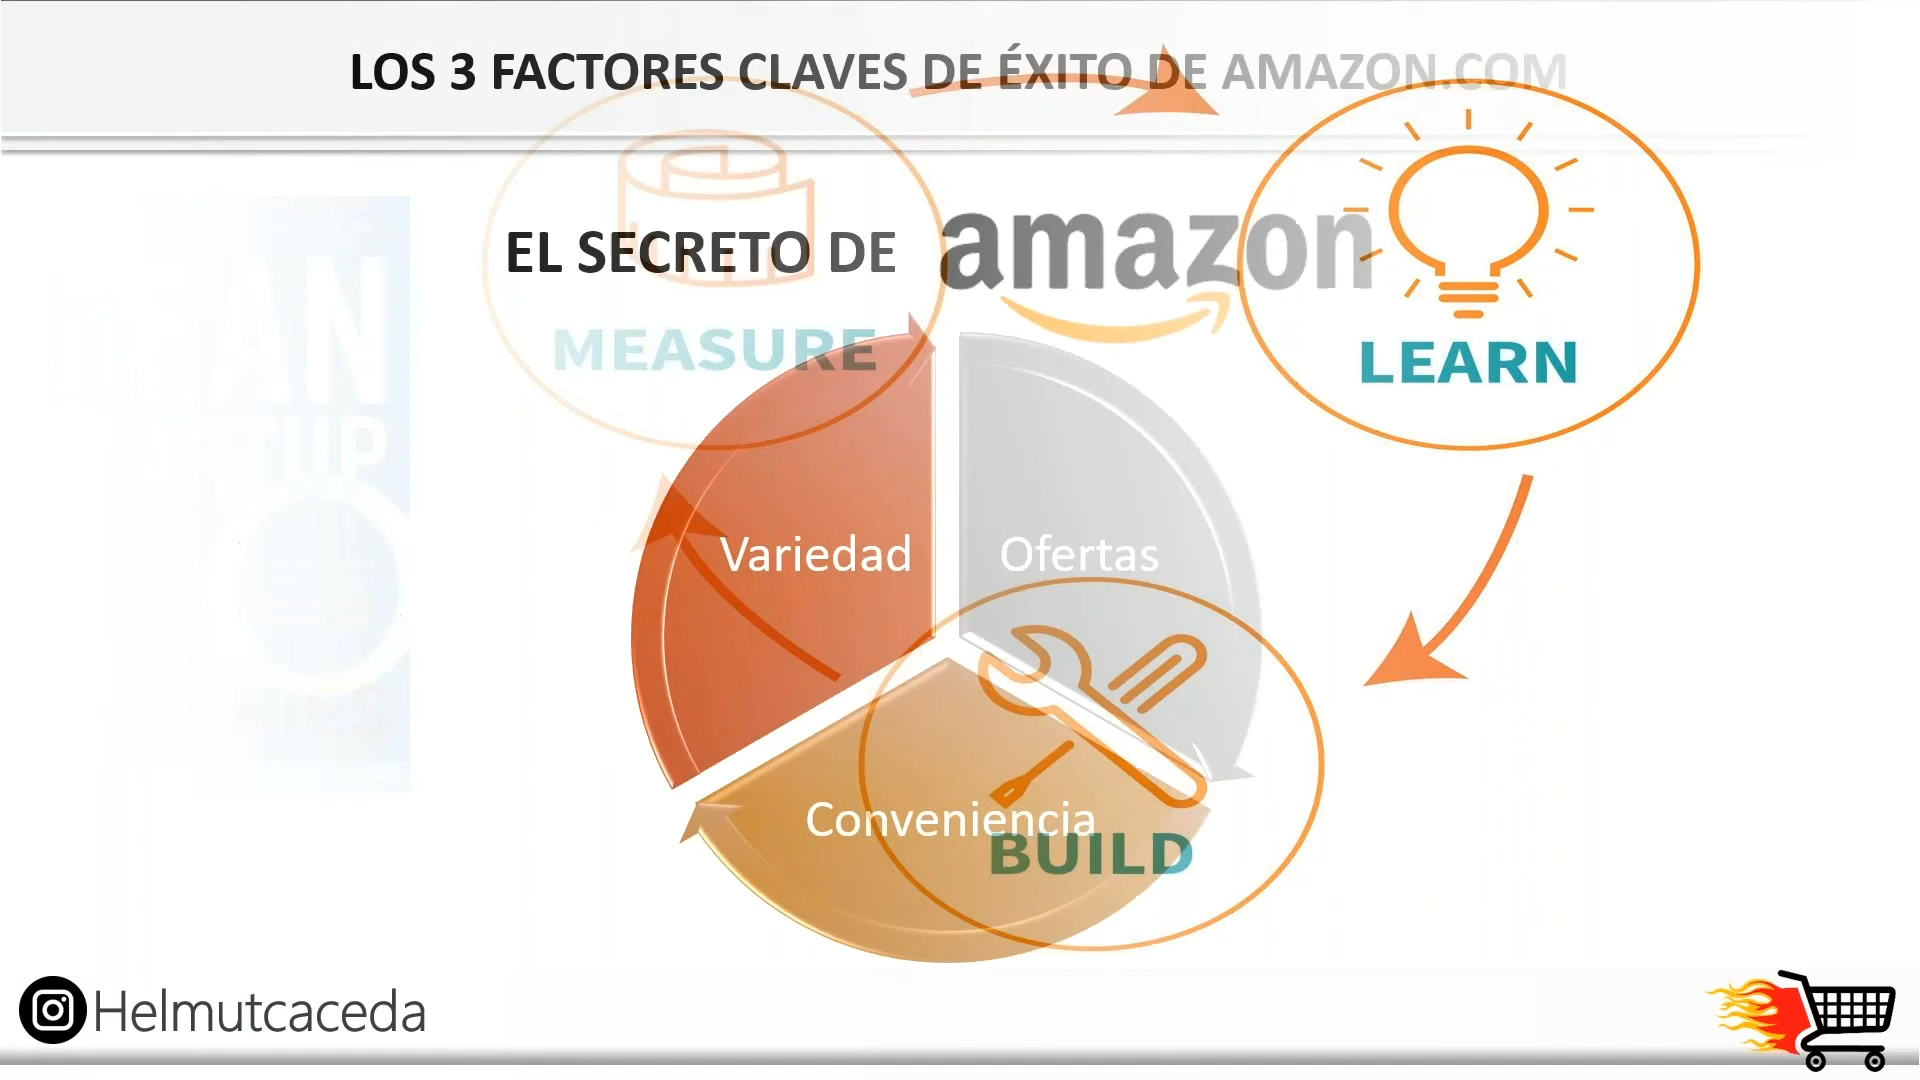 LOS 3 FACTORES CLAVES DE ÉXITO DE AMAZON.COM
EL SECRETO DE amazon
MEASURE
LEARN
Variedad
Ofertas
Conveniencia
BUILD
Helmutcaceda